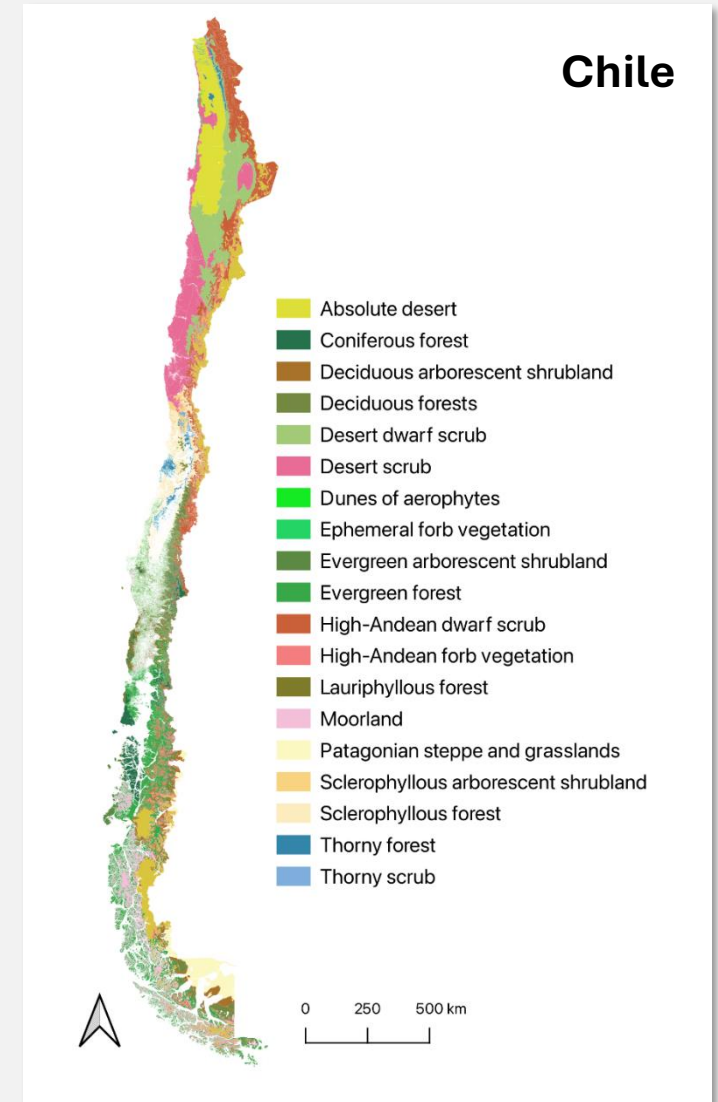 Chile
Absolute desert
Coniferous forest
Deciduous arborescent shrubland
Deciduous forests
Desert dwarf scrub
Desert scrub
Dunes of aerophytes
Ephemeral forb vegetation
Evergreen arborescent shrubland
Evergreen forest
High-Andean dwarf scrub
High-Andean forb vegetation
Lauriphyllous forest
Moorland
Patagonian steppe and grasslands
Sclerophyllous arborescent shrubland
Sclerophyllous forest
Thorny forest
Thorny scrub
0 250 500 km